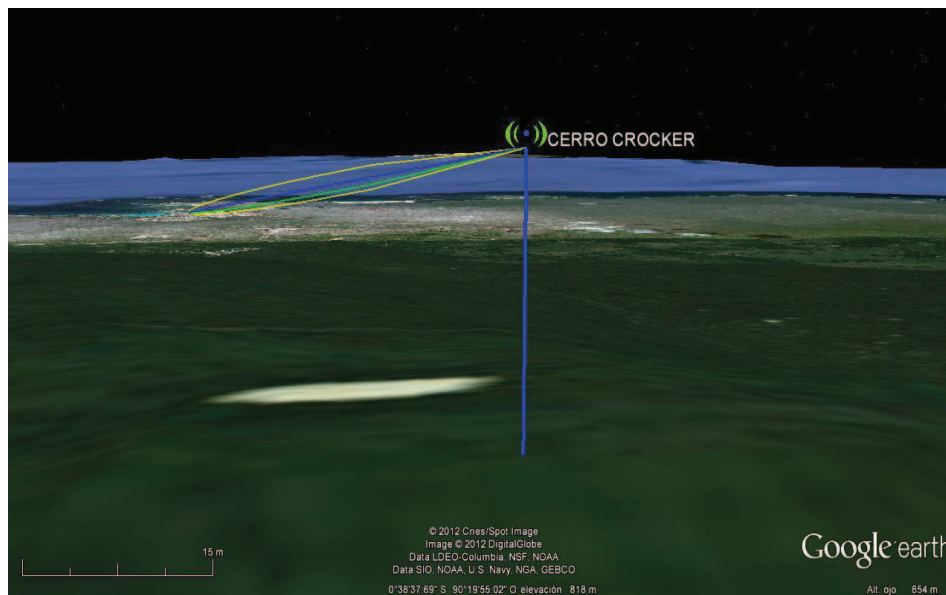 CERRO CROCKER
15 m
© 2012 Cnes/Spot Image
Image © 2012 DigitalGlobe
Data LDEO-Columbia, NSF, NOAA
Data SIO, NOAA, U.S. Navy, NGA, GEBCO
Google earth
0°38'37.69" S 90°19'55.02" O elevación 818 m
Alt. ojo 854 m